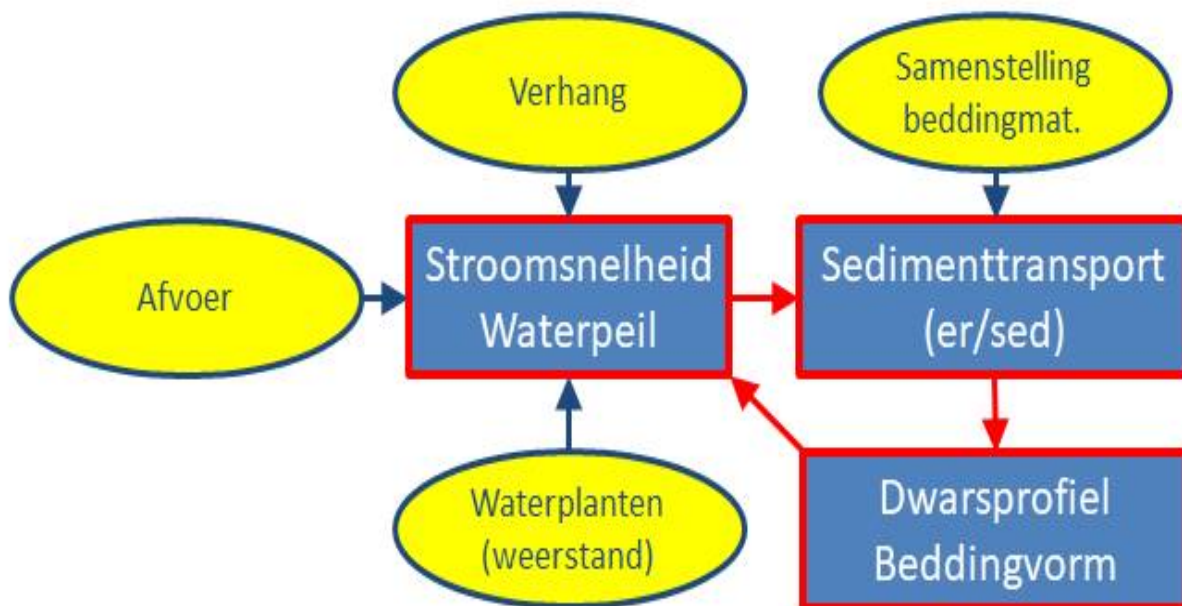 Verhang
Samenstelling
beddingmat.
Afvoer
Stroomsnelheid
Waterpeil
Sedimenttransport
(er/sed)
Waterplanten
(weerstand)
Dwarsprofiel
Beddingvorm